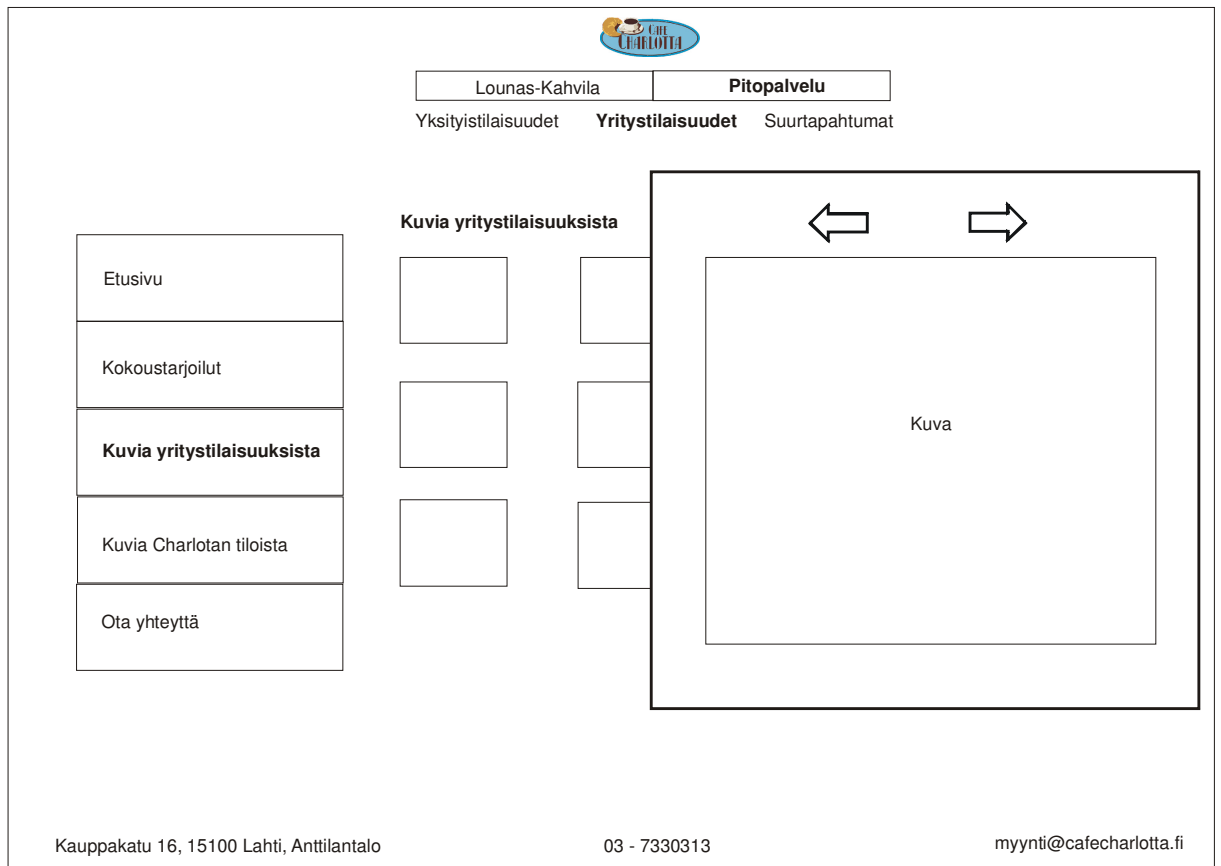 CAFE
CHARLOTTA
Lounas-Kahvila
Pitopalvelu
Yksityistilaisuudet
Yritystilaisuudet
Suurtapahtumat
Kuvia yritystilaisuuksista
Etusivu
Kokoustarjoilut
Kuvia yritystilaisuuksista
Kuvia Charlotan tiloista
Ota yhteyttä
Kuva
Kauppakatu 16, 15100 Lahti, Anttilantalo
03 - 7330313
myynti@cafecharlotta.fi